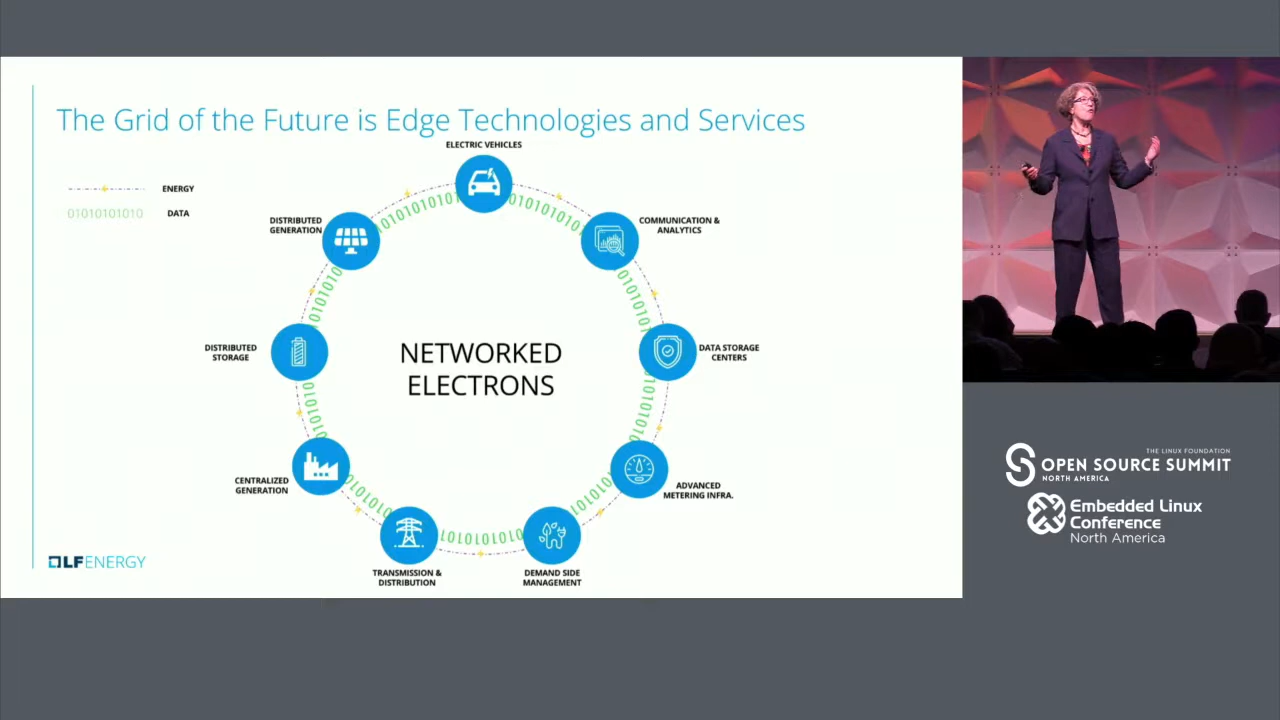 The Grid of the Future is Edge Technologies and Services
ENERGY
01010101010
DATA
ELECTRIC VEHICLES
COMMUNICATION &
ANALYTICS
DATA STORAGE
CENTERS
ADVANCED
METERING INFRA.
DEMAND SIDE
MANAGEMENT
TRANSMISSION &
DISTRIBUTION
CENTRALIZED
GENERATION
DISTRIBUTED
STORAGE
DISTRIBUTED
GENERATION
NETWORKED
ELECTRONS
LFENERGY
THE LINUX FOUNDATION
OPEN SOURCE SUMMIT
NORTH AMERICA
Embedded Linux
Conference
North America